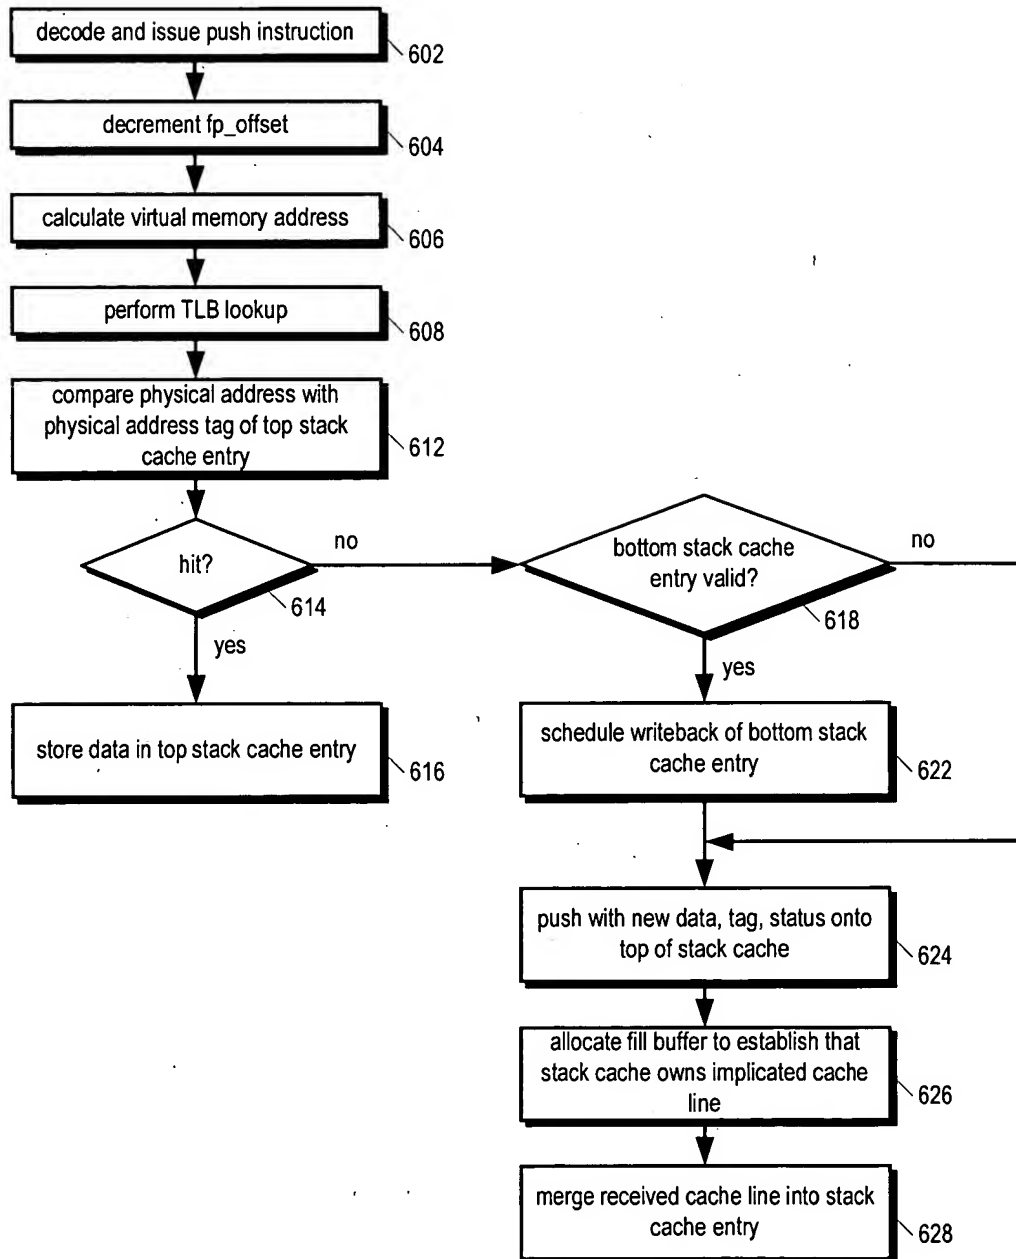 decode and issue push instruction
602
decrement fp_offset
604
calculate virtual memory address
606
perform TLB lookup
608
compare physical address with
physical address tag of top stack
cache entry
612
hit?
614
no
yes
store data in top stack cache entry
616
bottom stack cache
entry valid?
618
no
yes
schedule writeback of bottom stack
cache entry
622
push with new data, tag, status onto
top of stack cache
624
allocate fill buffer to establish that
stack cache owns implicated cache
line
626
merge received cache line into stack
cache entry
628